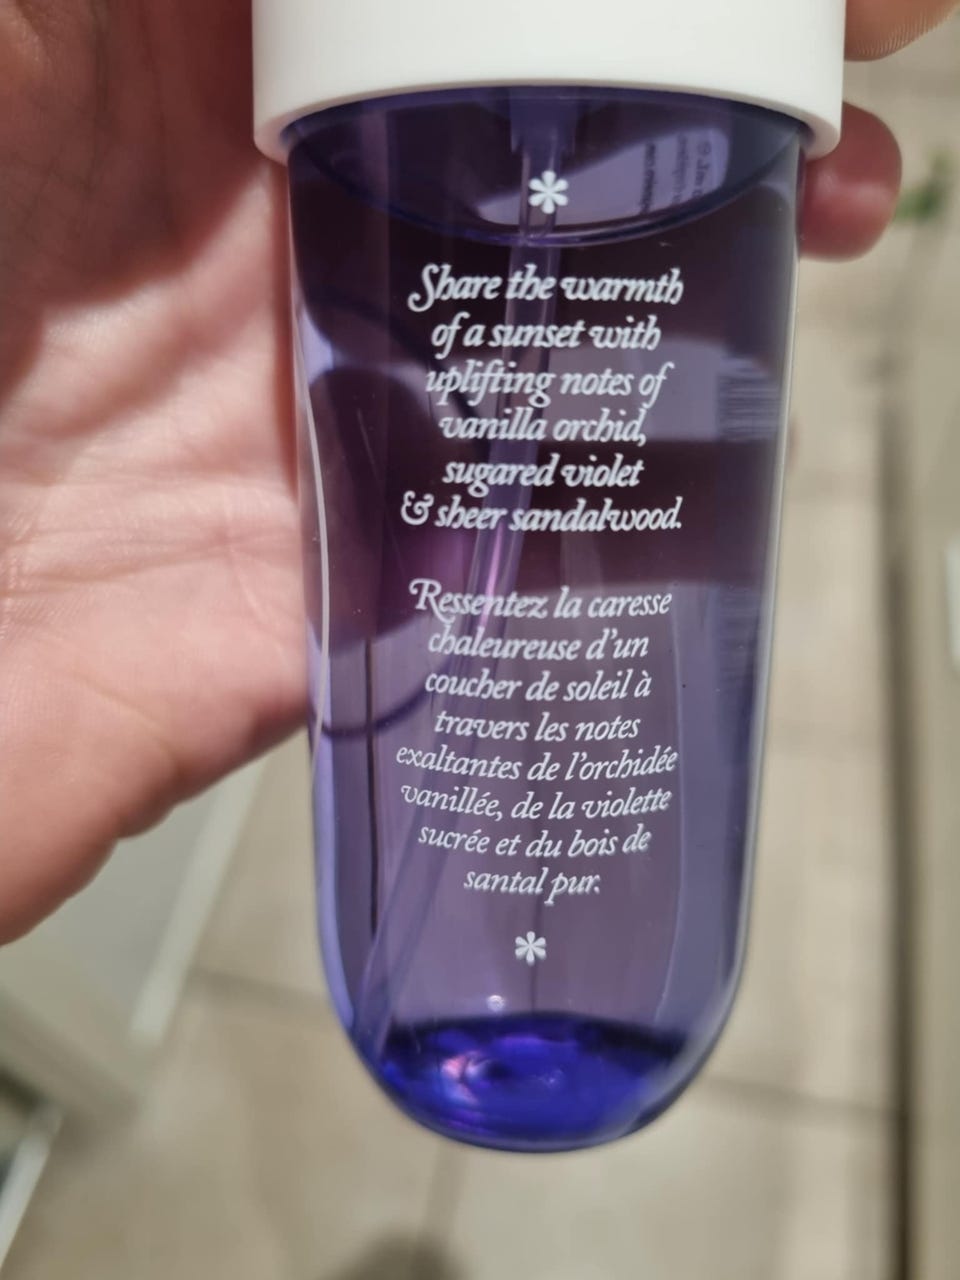 *
Share the warmth
of a sunset with
uplifting notes of
vanilla orchid,
sugared violet
& sheer sandalwood.
Ressentez la caresse
chaleureuse d'un
coucher de soleil à
travers les notes
exaltantes de l'orchidée
vanillée, de la violette
sucrée et du bois de
santal pur.
*